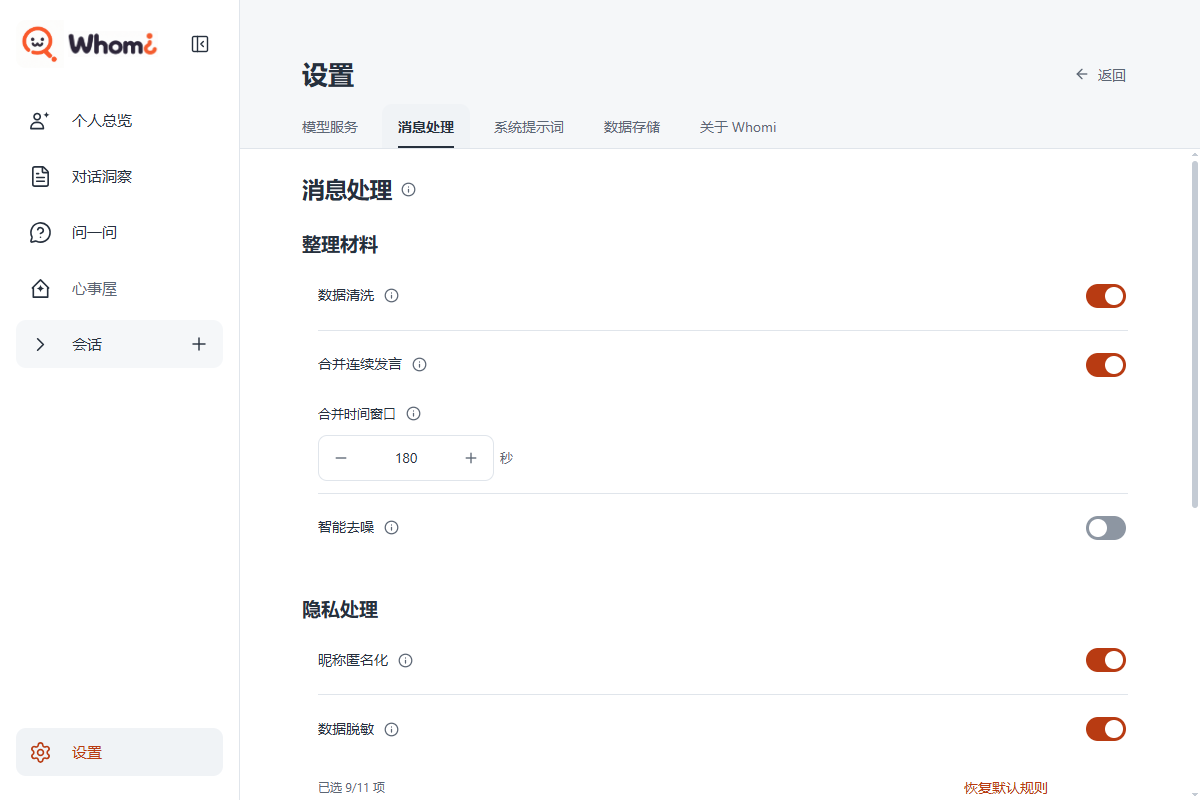 Whomi
个人总览
对话洞察
问一问
心事屋
会话
设置
设置
返回
模型服务 消息处理 系统提示词 数据存储 关于 Whomi
消息处理
整理材料
数据清洗
合并连续发言
合并时间窗口
180 秒
智能去噪
隐私处理
昵称匿名化
数据脱敏
已选 9/11 项 恢复默认规则